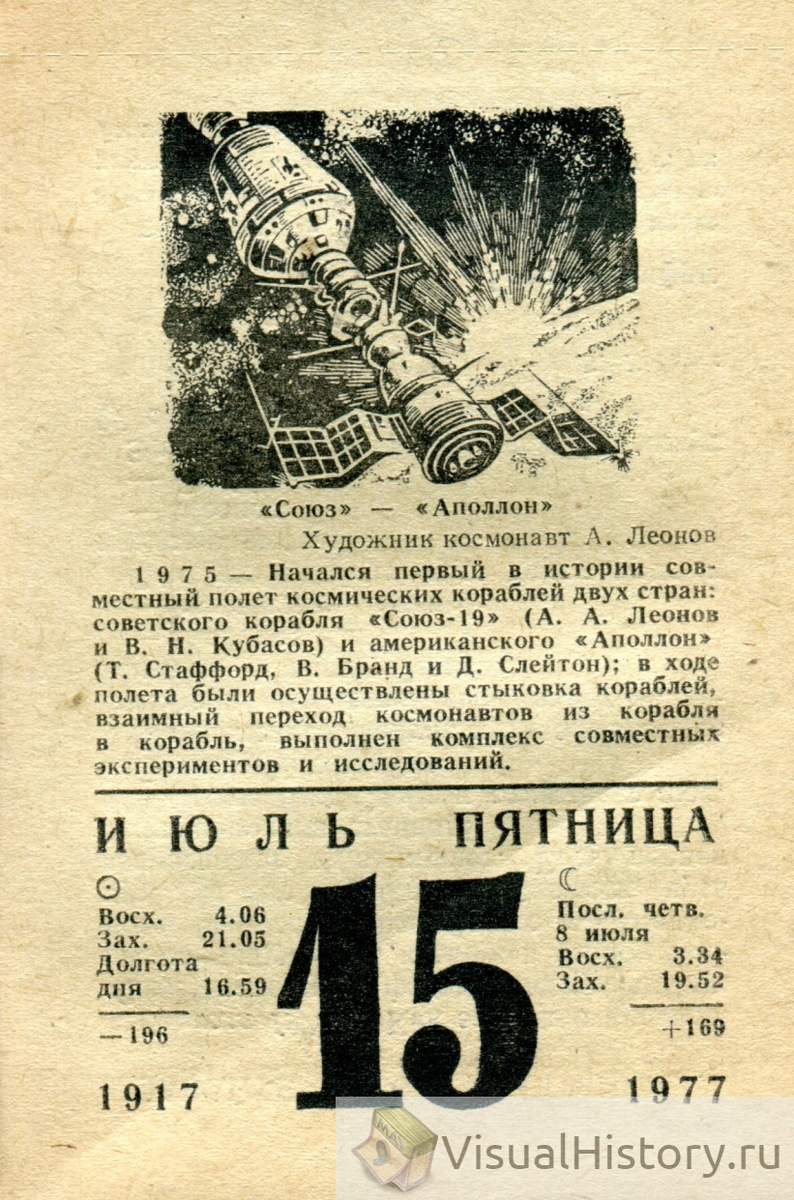 «Союз» — «Аполлон»
Художник космонавт А. Леонов
1975 — Начался первый в истории сов-
местный полет космических кораблей двух стран:
советского корабля «Союз-19» (А. А. Леонов
и В. Н. Кубасов) и американского «Аполлон»
(Т. Стаффорд, В. Бранд и Д. Слейтон); в ходе
полета были осуществлены стыковка кораблей,
взаимный переход космонавтов из корабля
в корабль, выполнен комплекс совместных
экспериментов и исследований.
ИЮЛЬ ПЯТНИЦА
Восх. 4.06
Зах. 21.05
Долгота
дня 16.59
—196
1917
15
Посл. четв.
8 июля
Восх. 3.34
Зах. 19.52
+169
1977
VisualHistory.ru